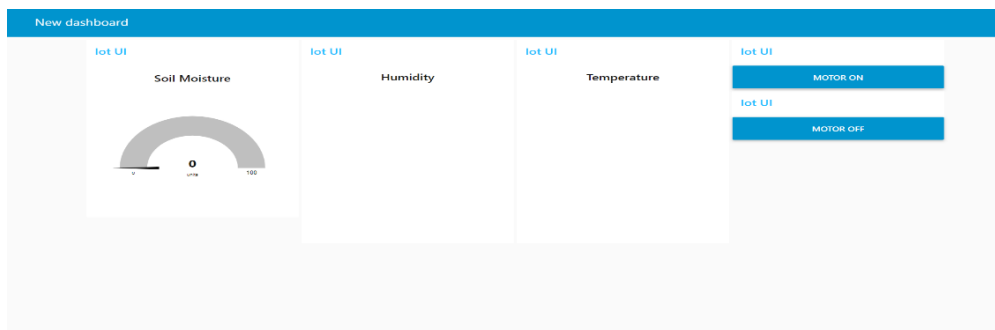 New dashboard
Iot UI
Soil Moisture
0
units
0
100
Iot UI
Humidity
Iot UI
Temperature
Iot UI
MOTOR ON
Iot UI
MOTOR OFF